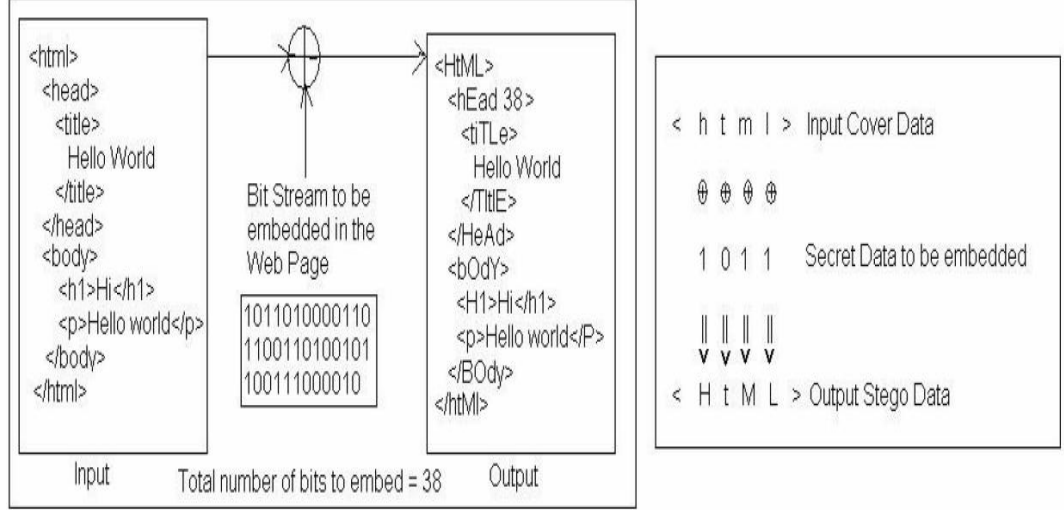 <html>
<head>
<title>
Hello World
</title>
</head>
<body>
<h1>Hi</h1>
<p>Hello world</p>
</body>
</html>
Input
Bit Stream to be
embedded in the
Web Page
1011010000110
1100110100101
100111000010
Total number of bits to embed = 38
<HtML>
<hEad 38>
<tiTLe>
Hello World
</TItlE>
</HeAd>
<bOdY>
<H1>Hi</h1>
<p>Hello world</P>
</BOdy>
</htMl>
Output
< h t m l > Input Cover Data
1 0 1 1 Secret Data to be embedded
< H t M L > Output Stego Data